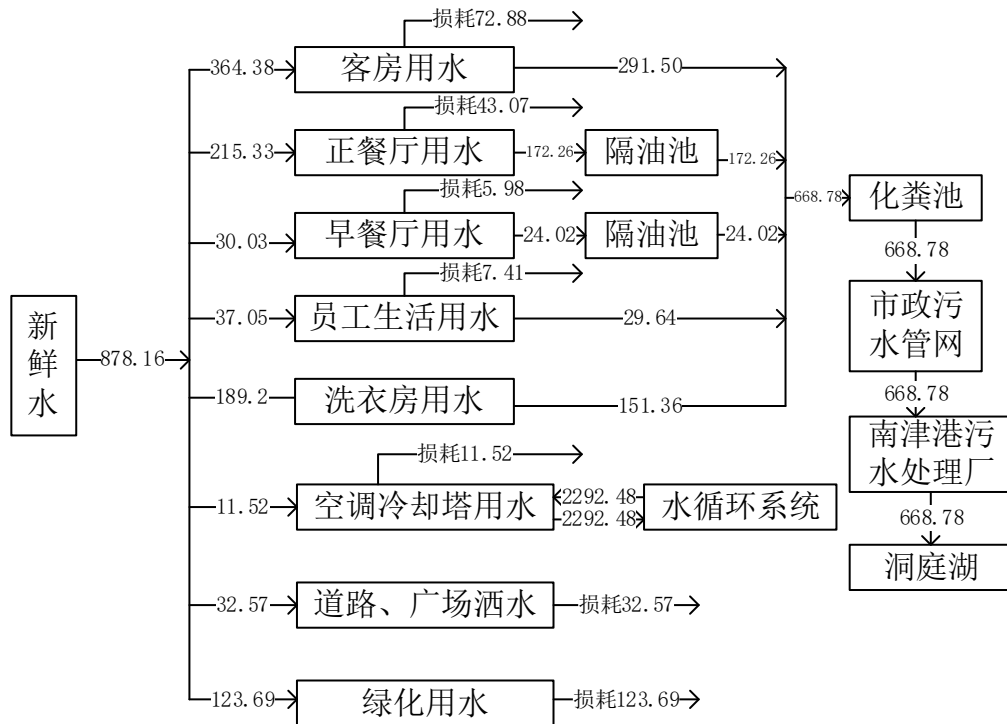 损耗72.88
364.38
客房用水
291.50
损耗43.07
215.33
正餐厅用水
172.26
隔油池
172.26
损耗5.98
30.03
早餐厅用水
24.02
隔油池
24.02
668.78
化粪池
668.78
损耗7.41
37.05
员工生活用水
29.64
市政污
水管网
新
鲜
水
878.16
189.2
洗衣房用水
151.36
668.78
南津港污
水处理厂
损耗11.52
11.52
空调冷却塔用水
2292.48
2292.48
水循环系统
668.78
洞庭湖
32.57
道路、广场洒水
损耗32.57
123.69
绿化用水
损耗123.69